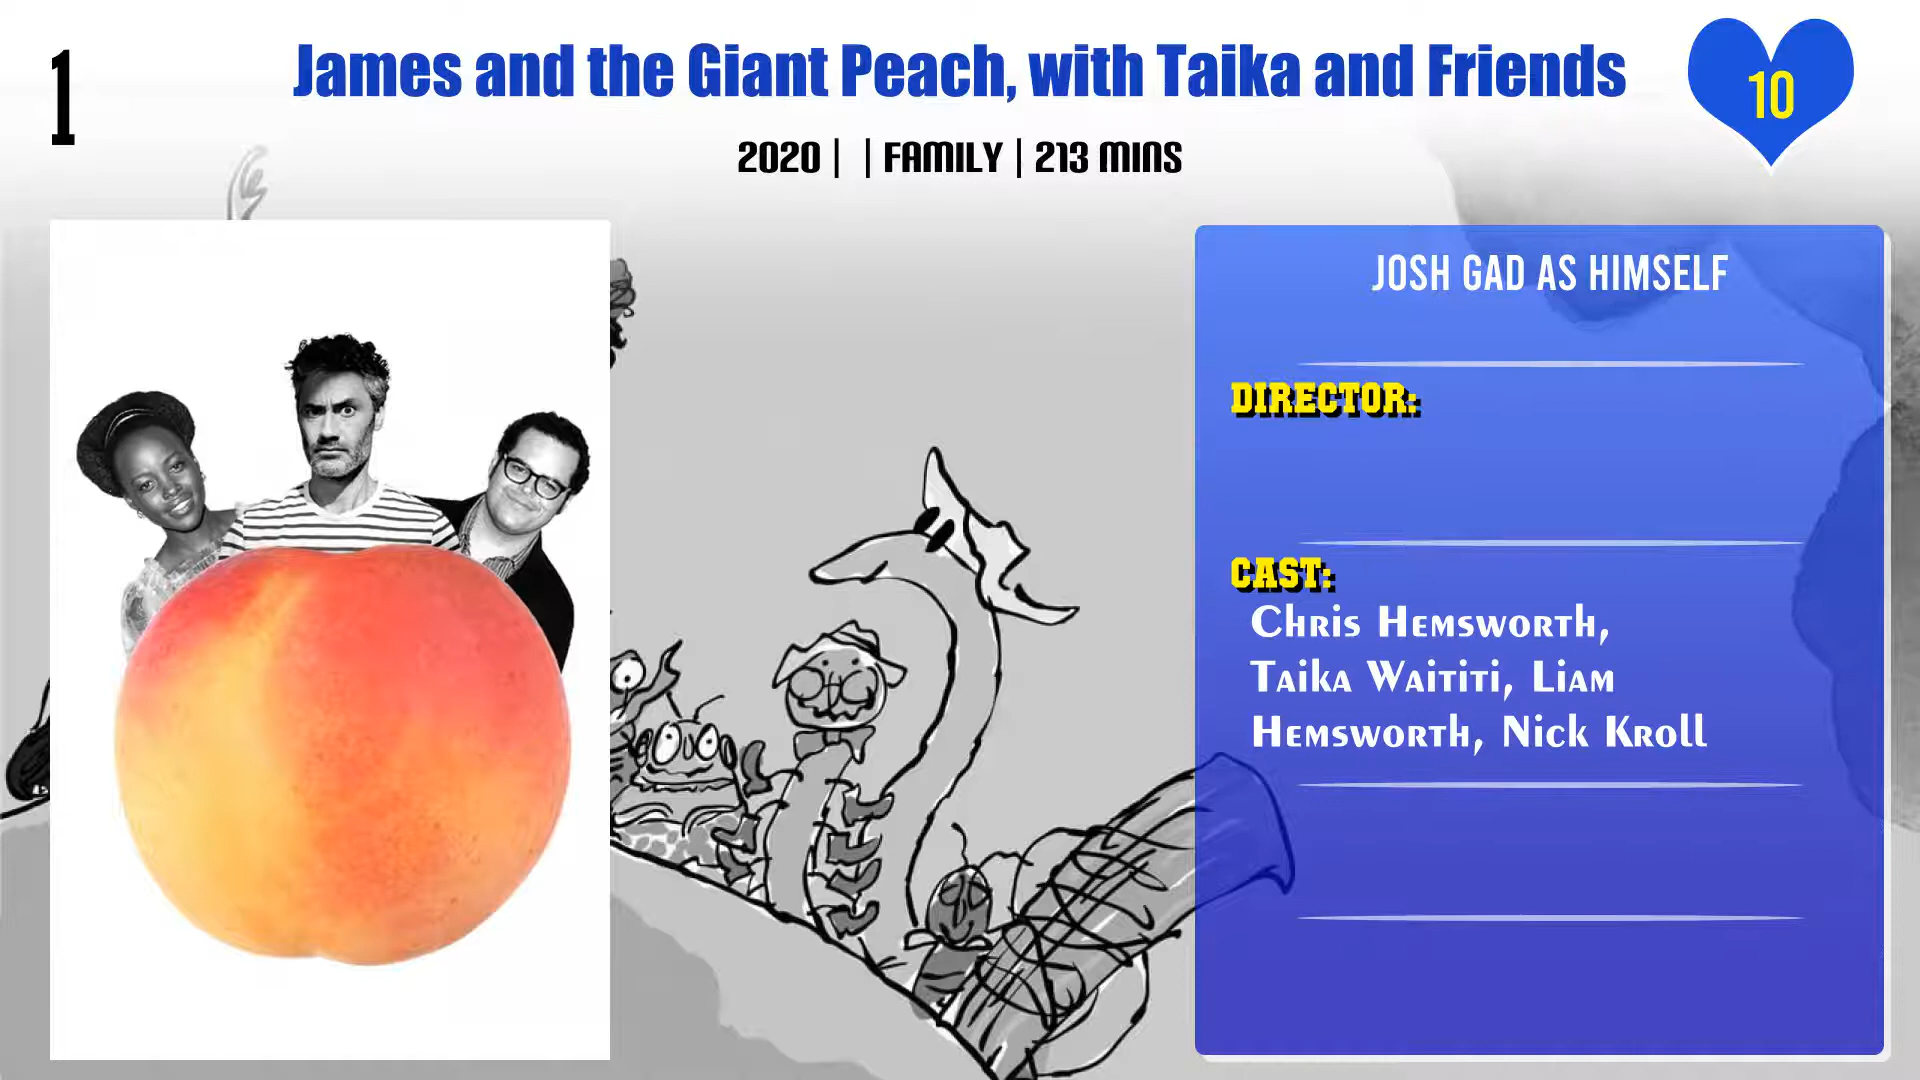 1
James and the Giant Peach, with Taika and Friends
10
2020 | | FAMILY | 213 MINS
JOSH GAD AS HIMSELF
DIRECTOR:
CAST:
Chris Hemsworth,
Taika Waititi, Liam
Hemsworth, Nick Kroll